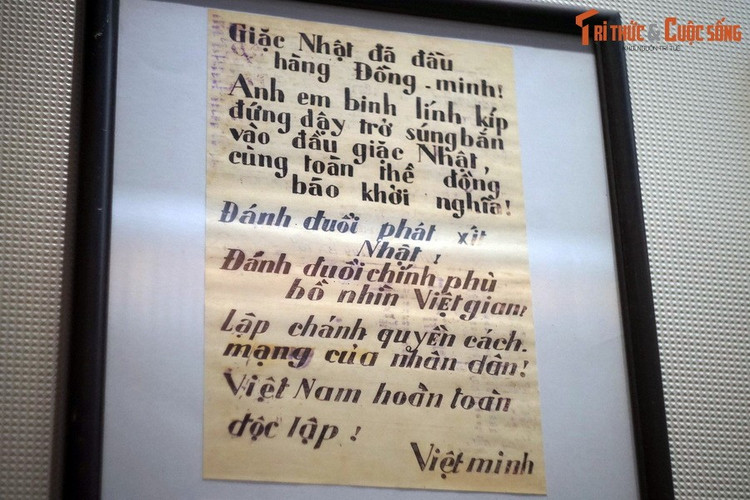 TRI THỨC & CUỘC SỐNG
Giặc Nhật đã đầu
hàng Đồng-minh!
Anh em binh lính kíp
đứng dậy trở súng bắn
vào đầu giặc Nhật,
cùng toàn thể đồng
bào khởi nghĩa!
Đánh đuổi phát xít
Nhật!
Đánh đuổi chính phủ
bồ nhìn Việt gian!
Lập chánh quyền cách.
mạng của nhân dân!
Việt Nam hoàn toàn
độc lập!
Việt minh